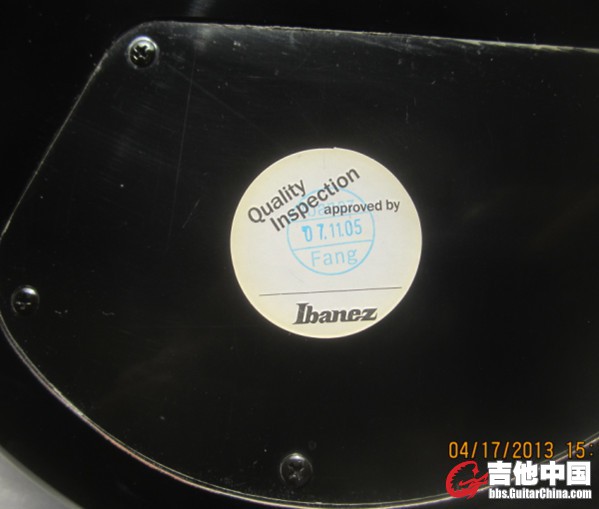 Quality
Inspection
approved by
'07.11.05
Fang
Ibanez
04/17/2013 15:
吉他中国
bbs.GuitarChina.com